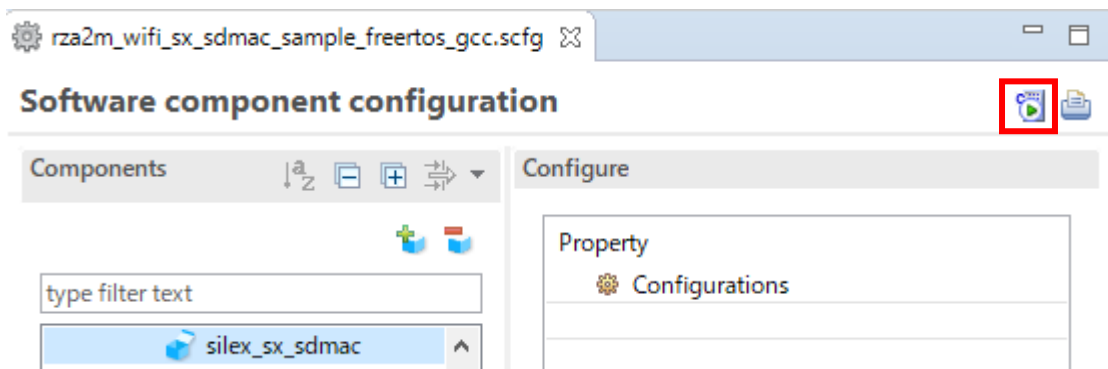 rza2m_wifi_sx_sdmac_sample_freertos_gcc.scfg
Software component configuration
Components
Configure
type filter text
silex_sx_sdmac
Property
Configurations